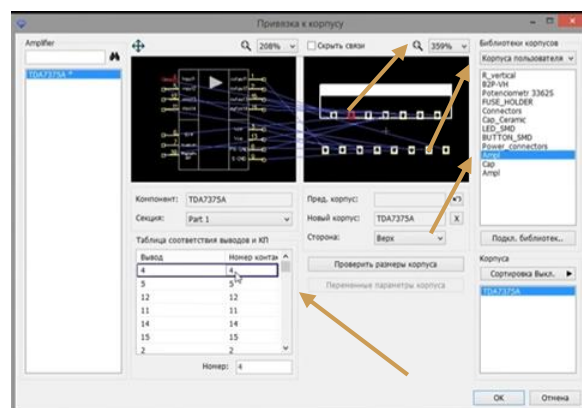 Привязка к корпусу
Amplifier
208%
Скрыть связи
359%
Библиотеки корпусов
Корпуса пользователя
TDA7375A *
R_vertical
B2P-VH
Potenciometr 3362S
FUSE_HOLDER
Connectors
Cap_Ceramic
LED_SMD
BUTTON_SMD
Power_connectors
Ampl
Cap
Ampl
Компонент: TDA7375A
Секция: Part 1
Пред. корпус:
Новый корпус: TDA7375A X
Сторона: Верх
Подкл. библиотек..
Таблица соответствия выводов и КП
Вывод Номер контак
4 4
5 5
12 12
11 11
14 14
15 15
2 2
Номер: 4
Проверить размеры корпуса
Переменные параметры корпуса
Корпуса
Сортировка Выкл.
TDA7375A
OK Отмена